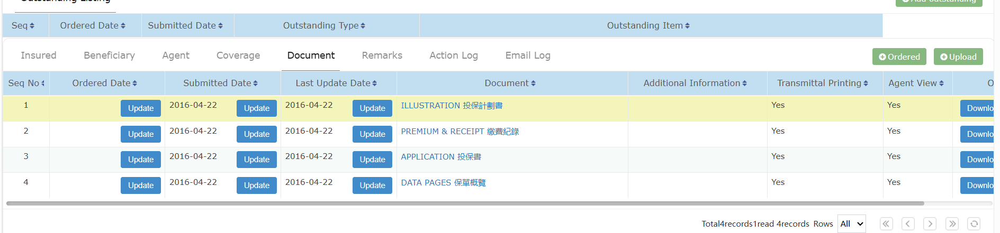 Outstanding Listing
Add outstanding
Seq Ordered Date Submitted Date Outstanding Type Outstanding Item
Insured Beneficiary Agent Coverage Document Remarks Action Log Email Log Ordered Upload
Seq No Ordered Date Submitted Date Last Update Date Document Additional Information Transmittal Printing Agent View O
1 Update 2016-04-22 Update 2016-04-22 Update ILLUSTRATION 投保計劃書 Yes Yes Downlo
2 Update 2016-04-22 Update 2016-04-22 Update PREMIUM & RECEIPT 繳費紀錄 Yes Yes Downlo
3 Update 2016-04-22 Update 2016-04-22 Update APPLICATION 投保書 Yes Yes Downlo
4 Update 2016-04-22 Update 2016-04-22 Update DATA PAGES 保單概覽 Yes Yes Downlo
Total4records1read 4records Rows All